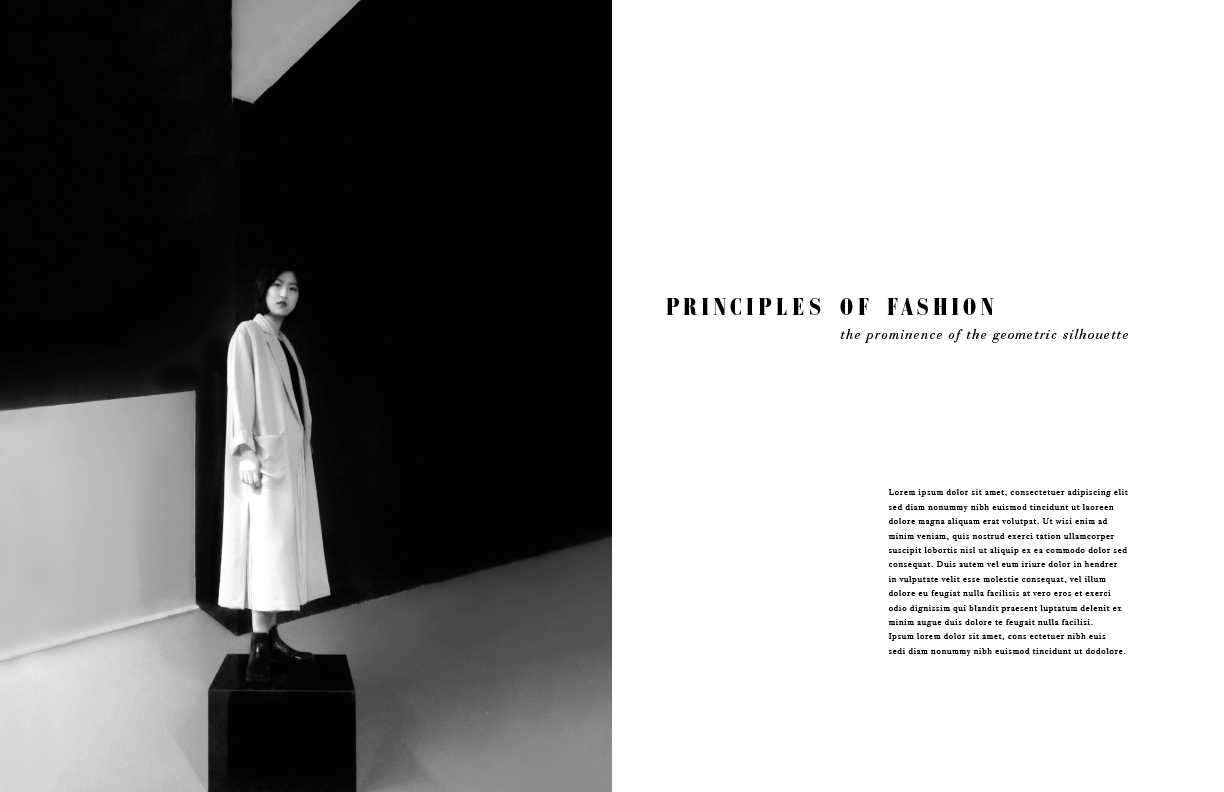 PRINCIPLES OF FASHION
the prominence of the geometric silhouette
Lorem ipsum dolor sit amet, consectetuer adipiscing elit
sed diam nonummy nibh euismod tincidunt ut laoreen
dolore magna aliquam erat volutpat. Ut wisi enim ad
minim veniam, quis nostrud exerci tation ullamcorper
suscipit lobortis nisl ut aliquip ex ea commodo dolor sed
consequat. Duis autem vel eum iriure dolor in hendrer
in vulputate velit esse molestie consequat, vel illum
dolore eu feugiat nulla facilisis at vero eros et exerci
odio dignissim qui blandit praesent luptatum delenit ex
minim augue duis dolore te feugait nulla facilisi.
Ipsum lorem dolor sit amet, cons ectetuer nibh euis
sedi diam nonummy nibh euismod tincidunt ut dodolore.